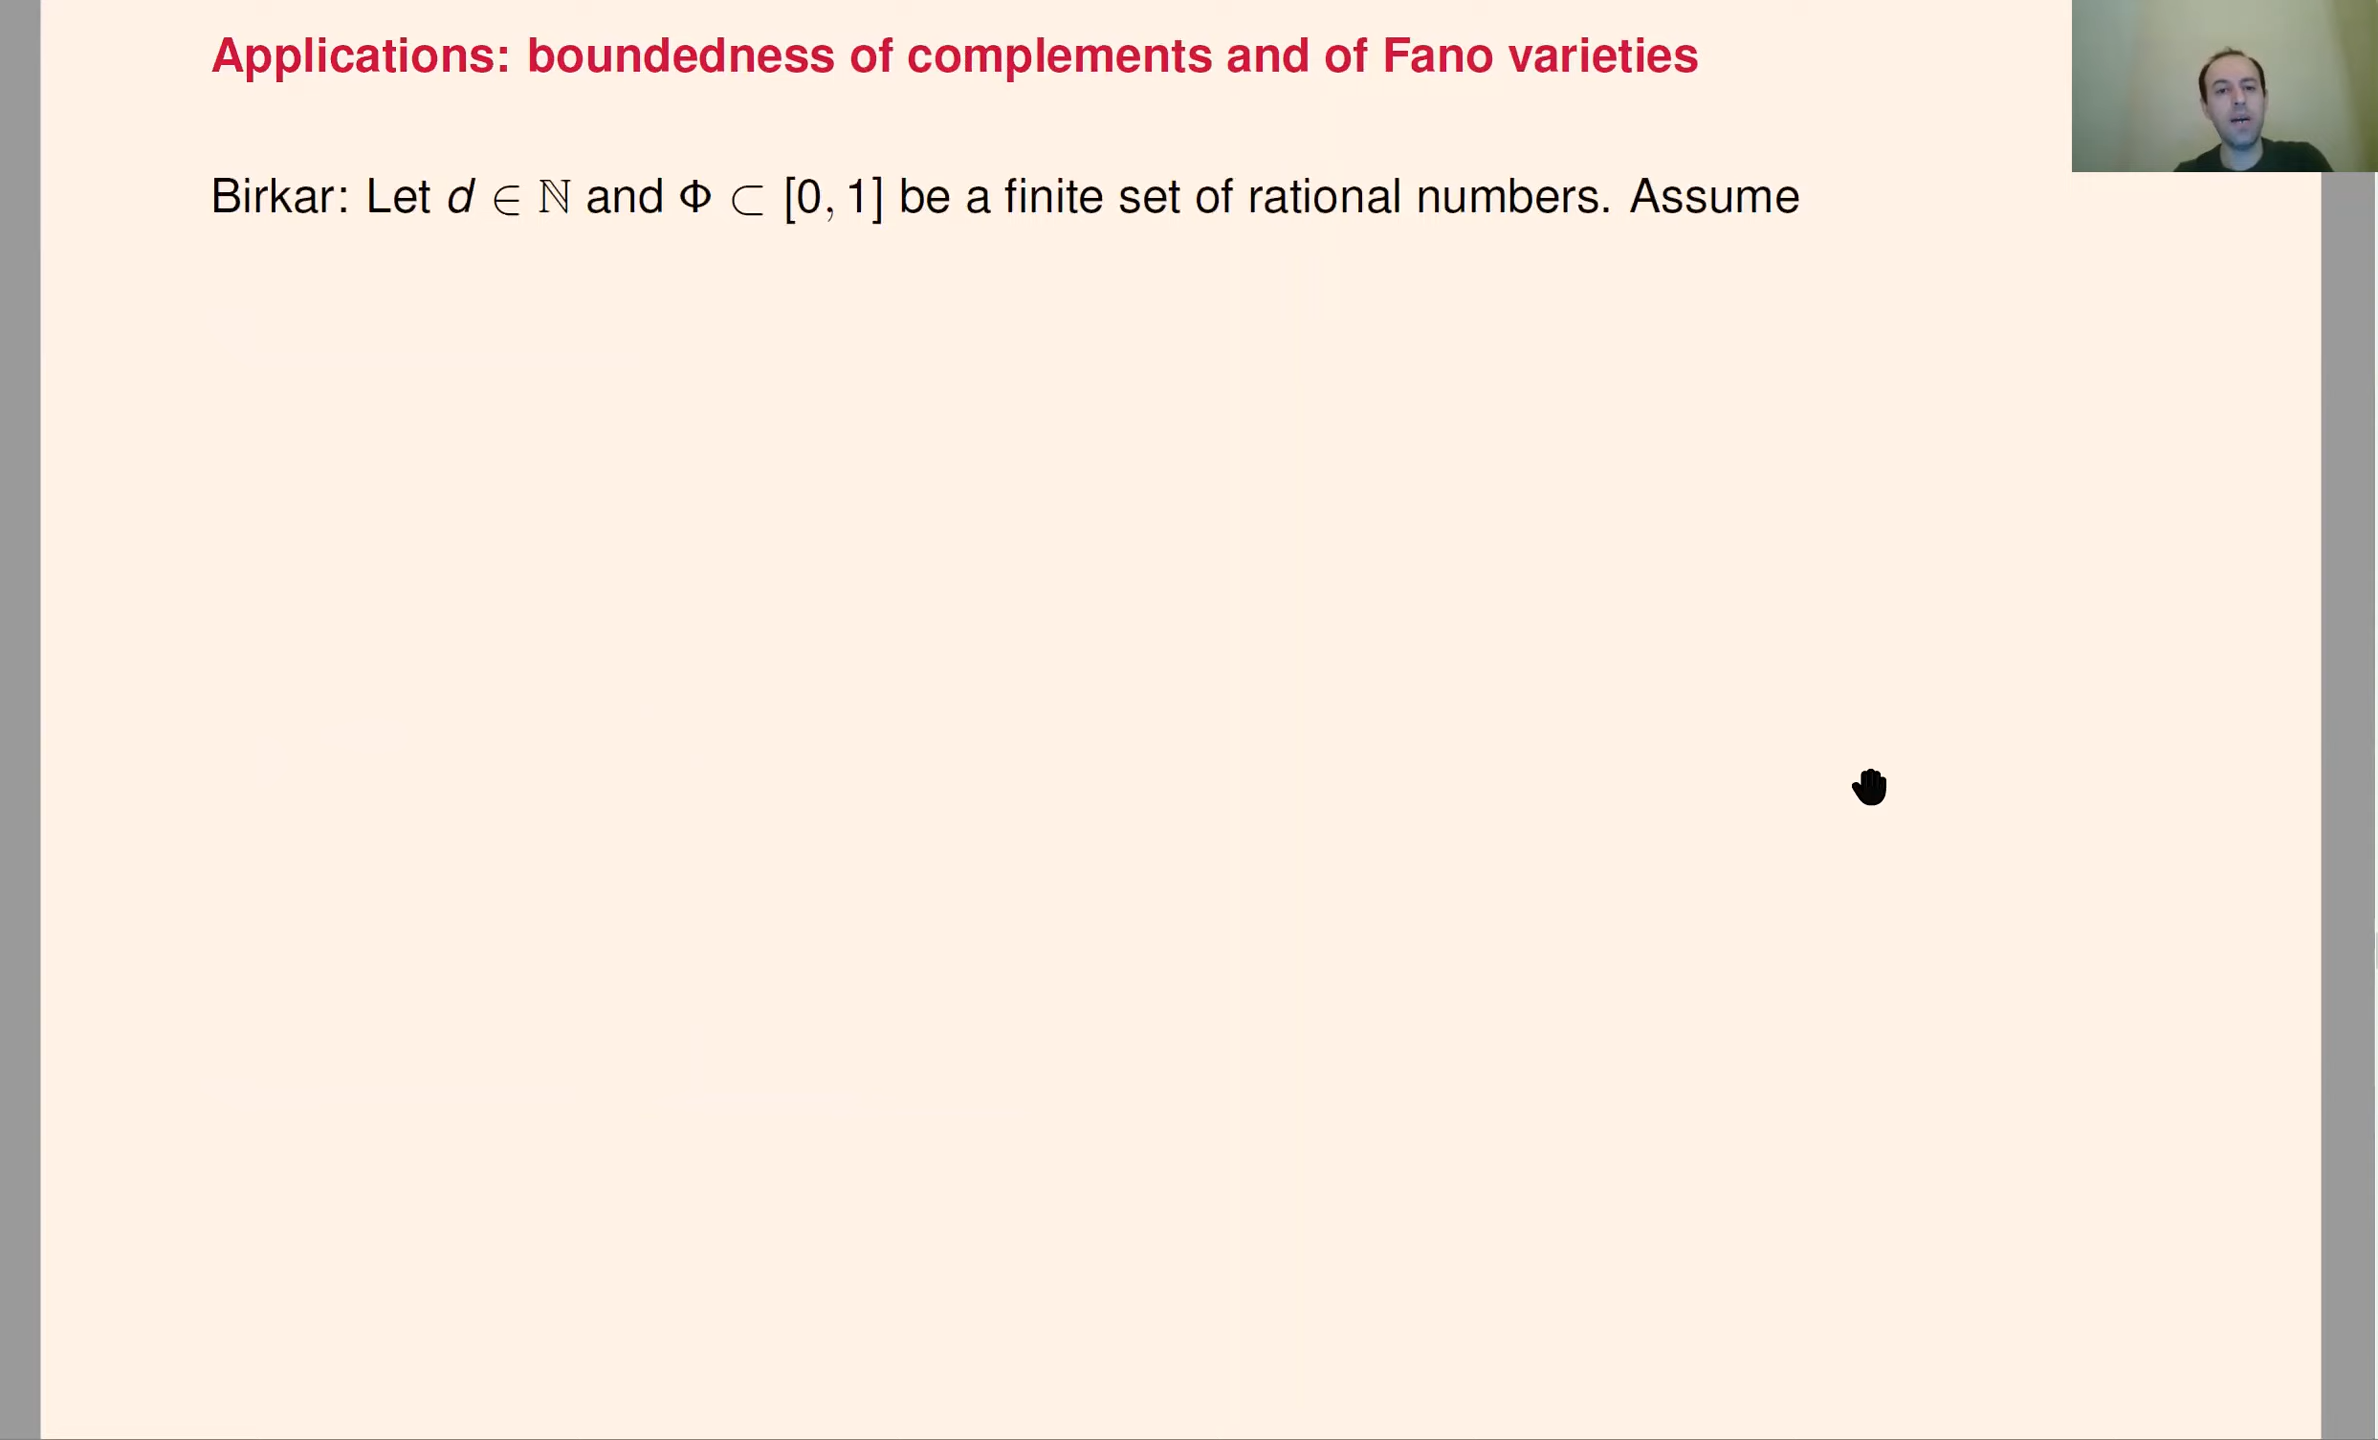 Applications: boundedness of complements and of Fano varieties
Birkar: Let d ∈ ℕ and Φ ⊂ [0, 1] be a finite set of rational numbers. Assume